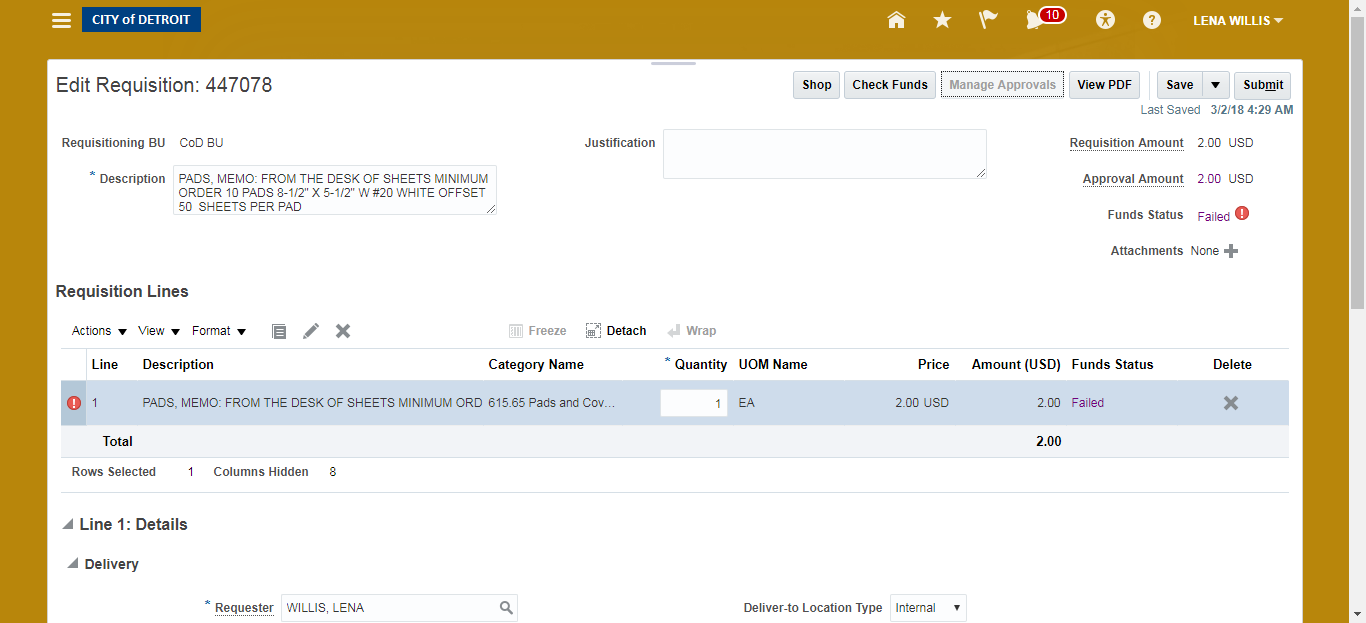 CITY of DETROIT
10
?
LENA WILLIS
Edit Requisition: 447078
Shop
Check Funds
Manage Approvals
View PDF
Save
Submit
Last Saved 3/2/18 4:29 AM
Requisitioning BU CoD BU
* Description PADS, MEMO: FROM THE DESK OF SHEETS MINIMUM
ORDER 10 PADS 8-1/2" X 5-1/2" W #20 WHITE OFFSET
50 SHEETS PER PAD
Justification
Requisition Amount 2.00 USD
Approval Amount 2.00 USD
Funds Status Failed !
Attachments None
Requisition Lines
Actions View Format Freeze Detach Wrap
Line Description Category Name * Quantity UOM Name Price Amount (USD) Funds Status Delete
! 1 PADS, MEMO: FROM THE DESK OF SHEETS MINIMUM ORD 615.65 Pads and Cov... 1 EA 2.00 USD 2.00 Failed
Total 2.00
Rows Selected 1 Columns Hidden 8
Line 1: Details
Delivery
* Requester WILLIS, LENA Deliver-to Location Type Internal